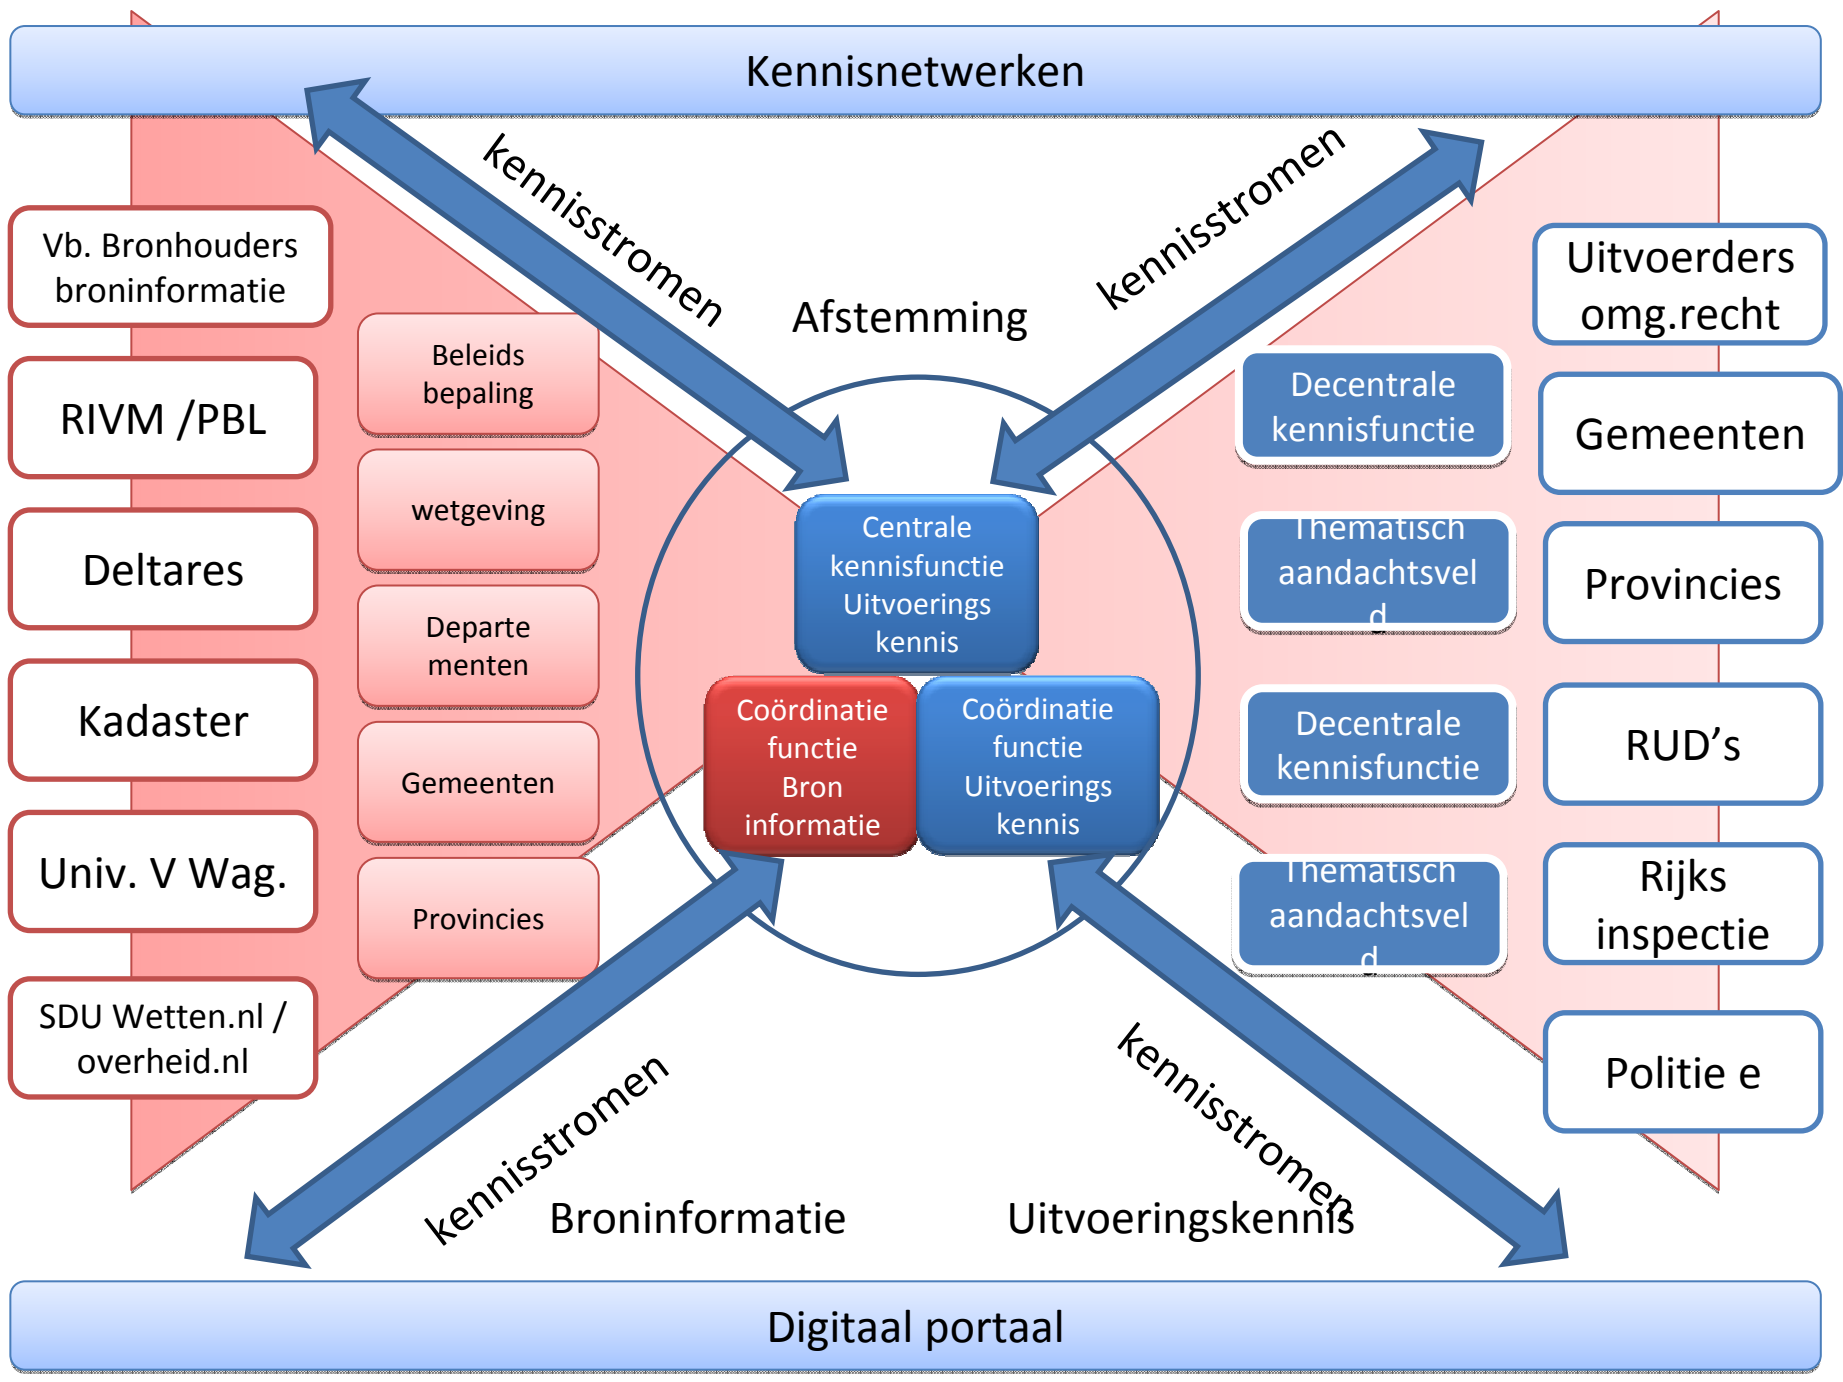 Kennisnetwerken
kennisstromen
kennisstromen
Afstemming
Vb. Bronhouders
broninformatie
RIVM /PBL
Deltares
Kadaster
Univ. V Wag.
SDU Wetten.nl /
overheid.nl
Beleids
bepaling
wetgeving
Departe
menten
Gemeenten
Provincies
Centrale
kennisfunctie
Uitvoerings
kennis
Coördinatie
functie
Bron
informatie
Coördinatie
functie
Uitvoerings
kennis
Decentrale
kennisfunctie
Thematisch
aandachtsvel
d
Decentrale
kennisfunctie
Thematisch
aandachtsvel
d
Uitvoerders
omg.recht
Gemeenten
Provincies
RUD’s
Rijks
inspectie
Politie e
kennisstromen
kennisstromen
Broninformatie
Uitvoeringskennis
Digitaal portaal